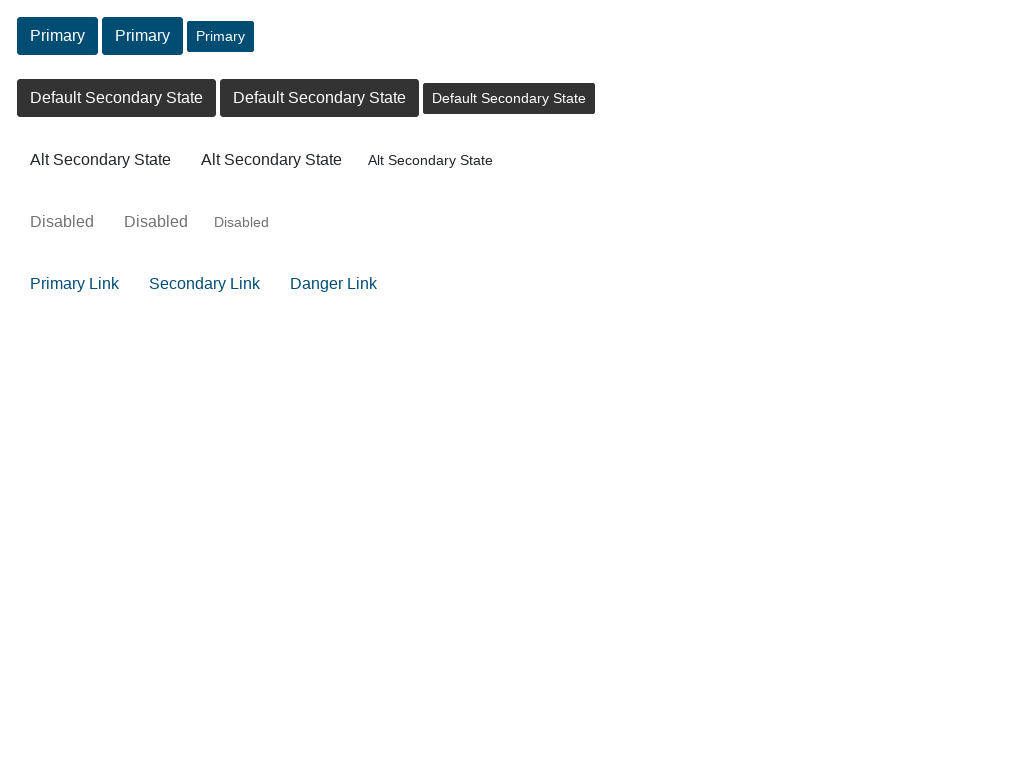 Primary Primary Primary
Default Secondary State Default Secondary State Default Secondary State
Alt Secondary State Alt Secondary State Alt Secondary State
Disabled Disabled Disabled
Primary Link Secondary Link Danger Link